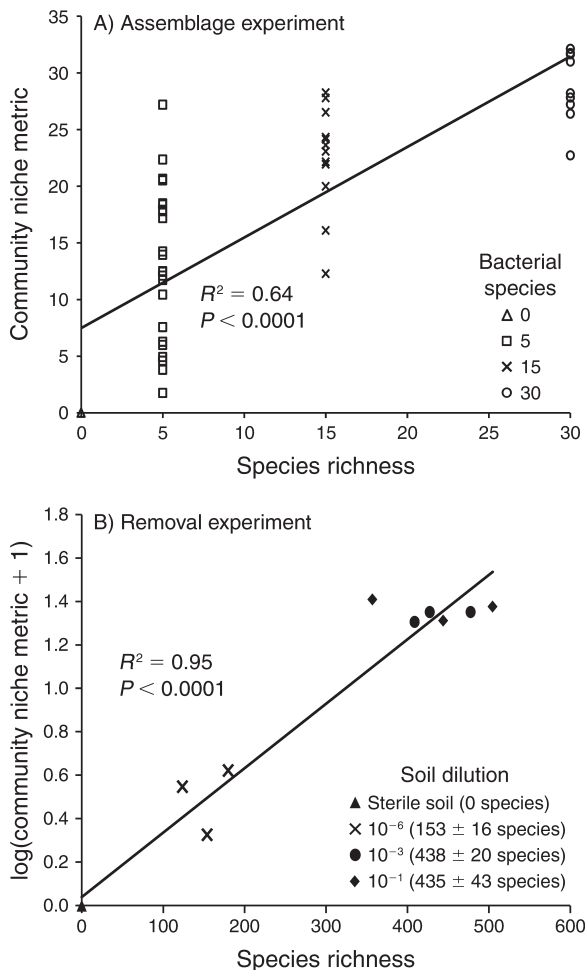 A) Assemblage experiment
Community niche metric
35
30
25
20
15
10
5
0
R² = 0.64
P < 0.0001
Bacterial
species
0
5
15
30
0 5 10 15 20 25 30
Species richness
B) Removal experiment
log(community niche metric + 1)
1.8
1.6
1.4
1.2
1.0
0.8
0.6
0.4
0.2
0.0
R² = 0.95
P < 0.0001
Soil dilution
Sterile soil (0 species)
10⁻⁶ (153 ± 16 species)
10⁻³ (438 ± 20 species)
10⁻¹ (435 ± 43 species)
0 100 200 300 400 500 600
Species richness